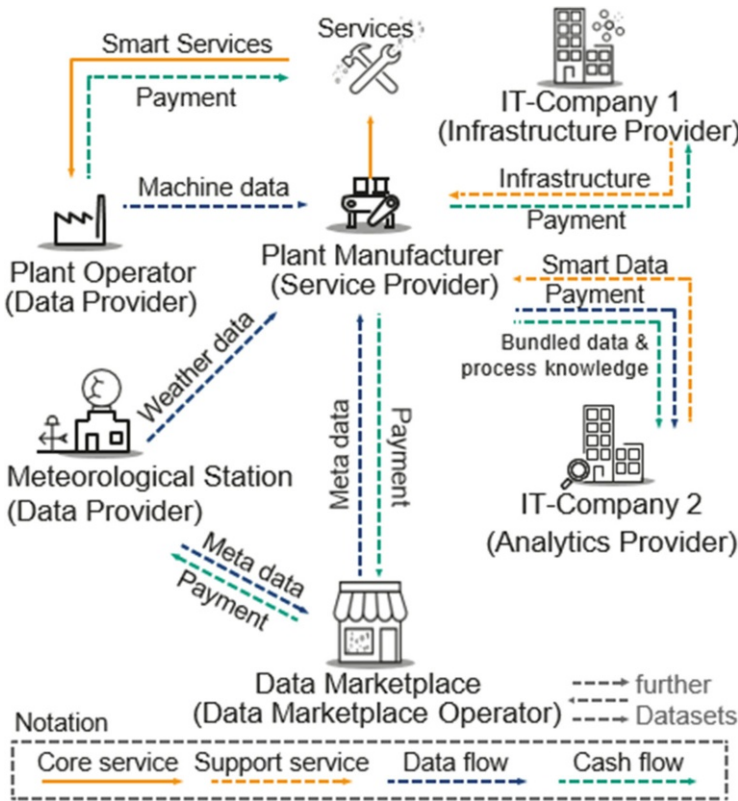 Smart Services
Services
Payment
IT-Company 1
(Infrastructure Provider)
Machine data
Infrastructure
Payment
Plant Operator
(Data Provider)
Plant Manufacturer
(Service Provider)
Smart Data
Payment
Bundled data &
process knowledge
Weather data
Meta data
Payment
Meteorological Station
(Data Provider)
IT-Company 2
(Analytics Provider)
Meta data
Payment
Data Marketplace
(Data Marketplace Operator)
further
Datasets
Notation
Core service
Support service
Data flow
Cash flow